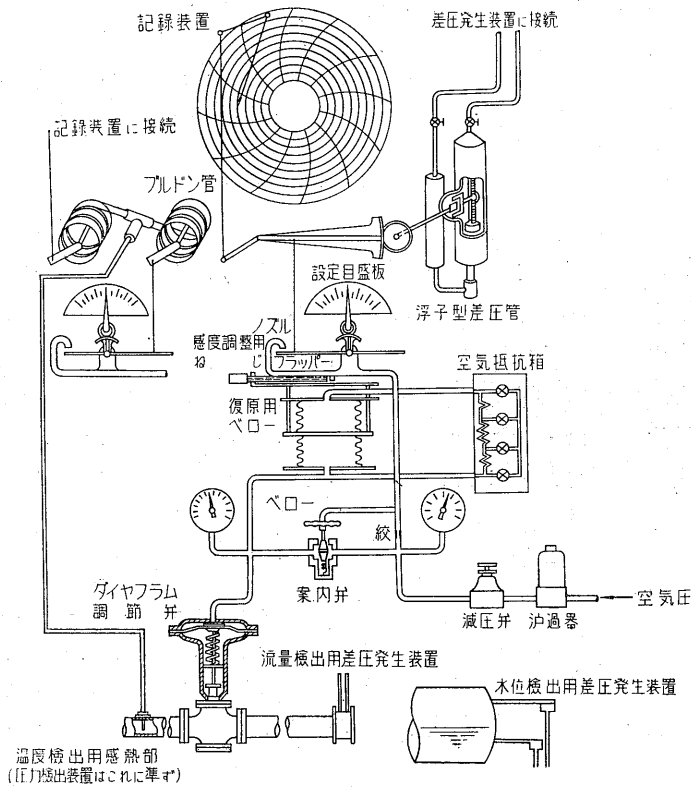 記録装置
差圧発生装置に接続
記録装置に接続
ブルドン管
設定目盛板
浮子型差圧管
ノズル
感度調整用
ねじ
フラッパー
空気抵抗箱
復原用
ベロー
ベロー
絞
案内弁
減圧弁
沪過器
空気圧
ダイヤフラム
調節弁
流量検出用差圧発生装置
水位検出用差圧発生装置
温度検出用感熱部
(圧力検出装置はこれに準ず)